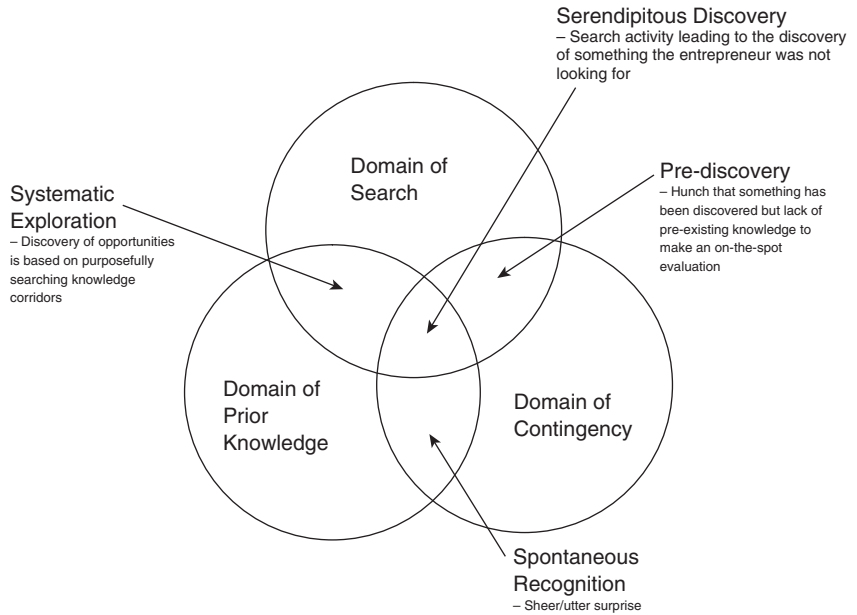 Serendipitous Discovery
– Search activity leading to the discovery
of something the entrepreneur was not
looking for
Domain of
Search
Pre-discovery
– Hunch that something has
been discovered but lack of
pre-existing knowledge to
make an on-the-spot
evaluation
Systematic
Exploration
– Discovery of opportunities
is based on purposefully
searching knowledge
corridors
Domain of
Prior
Knowledge
Domain of
Contingency
Spontaneous
Recognition
– Sheer/utter surprise